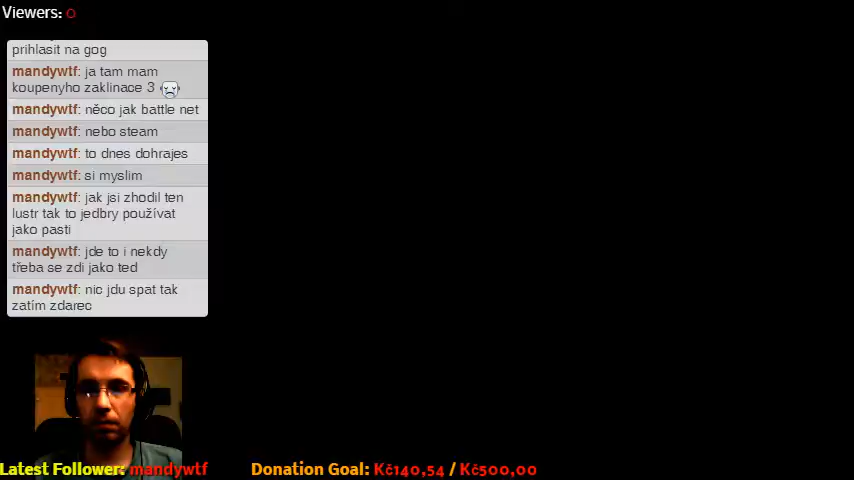 Viewers: 0
prihlasit na gog
mandywtf: ja tam mam
koupenyho zaklinace 3
mandywtf: něco jak battle net
mandywtf: nebo steam
mandywtf: to dnes dohrajes
mandywtf: si myslim
mandywtf: jak jsi zhodil ten
lustr tak to jedbry používat
jako pasti
mandywtf: jde to i nekdy
třeba se zdi jako ted
mandywtf: nic jdu spat tak
zatím zdarec
Latest Follower: mandywtf
Donation Goal: Kč140,54 / Kč500,00